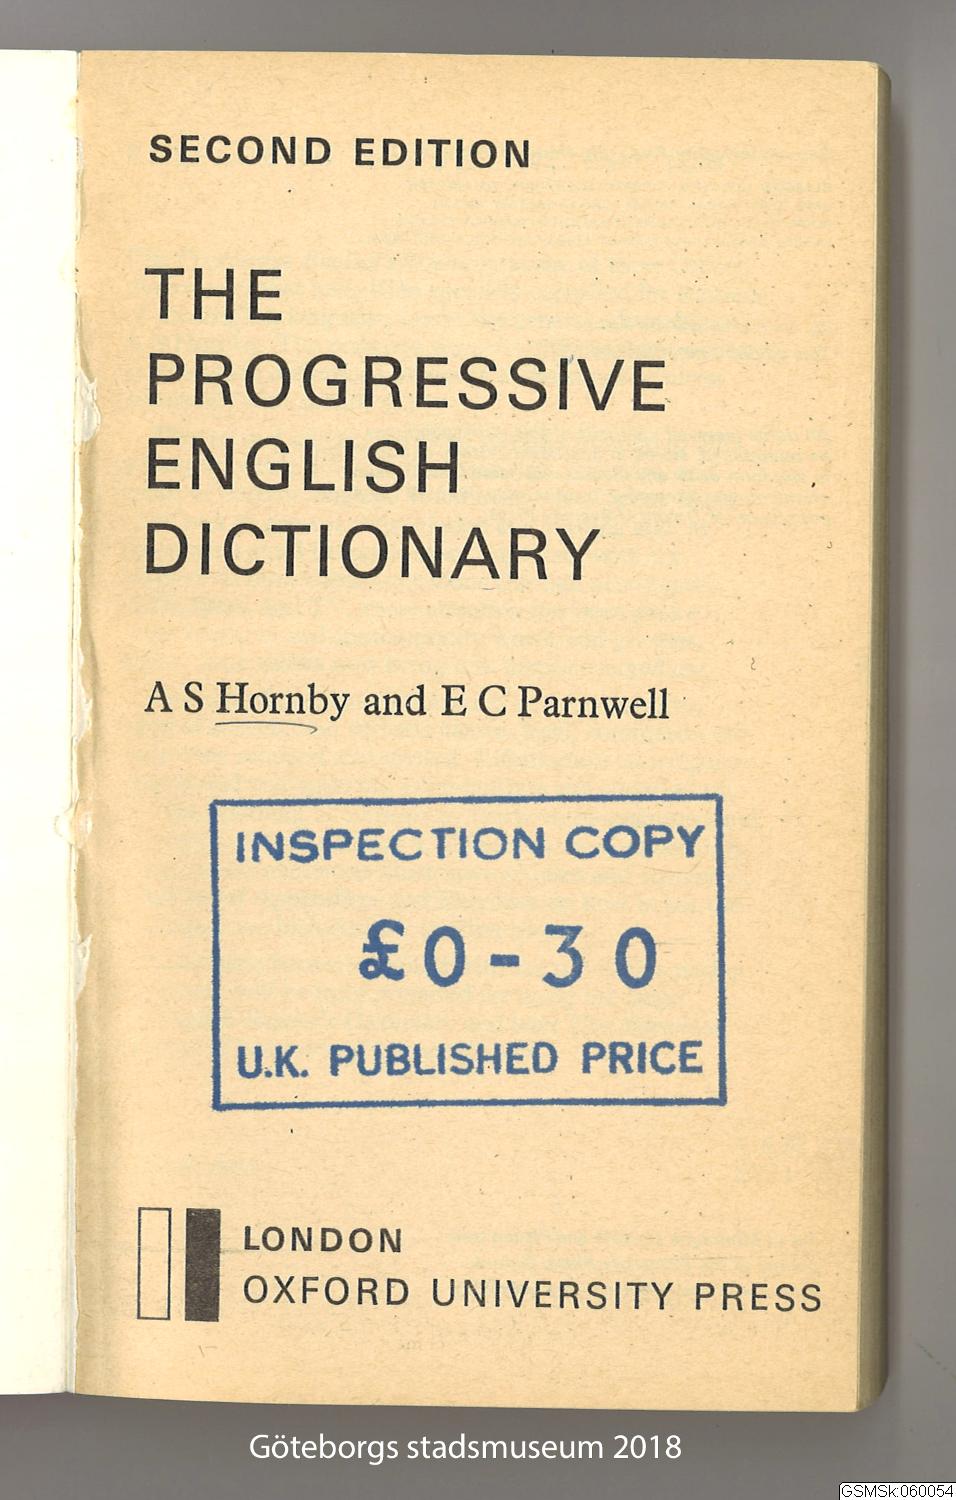 SECOND EDITION
THE
PROGRESSIVE
ENGLISH
DICTIONARY
A S Hornby and E C Parnwell
INSPECTION COPY
£0-30
U.K. PUBLISHED PRICE
LONDON
OXFORD UNIVERSITY PRESS
Göteborgs stadsmuseum 2018
GSMSk:060054